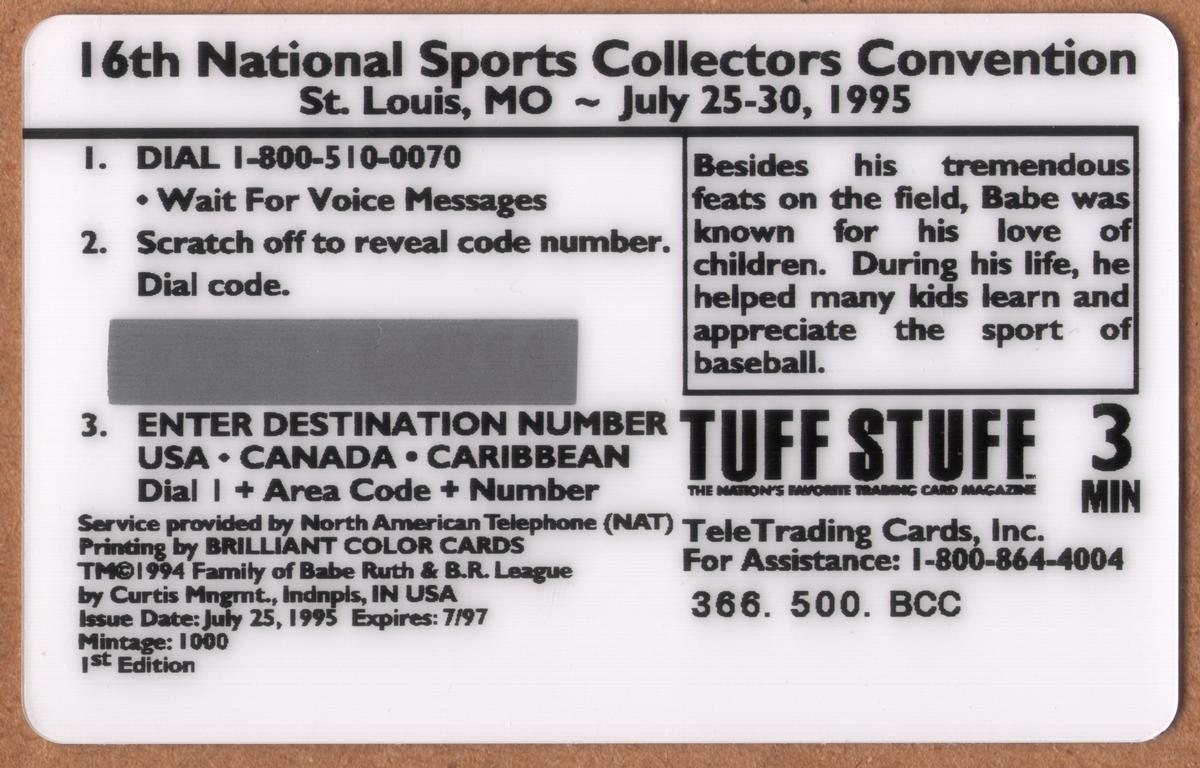 16th National Sports Collectors Convention
St. Louis, MO ~ July 25-30, 1995
1. DIAL 1-800-510-0070
• Wait For Voice Messages
2. Scratch off to reveal code number.
Dial code.
3. ENTER DESTINATION NUMBER
USA • CANADA • CARIBBEAN
Dial 1 + Area Code + Number
Service provided by North American Telephone (NAT)
Printing by BRILLIANT COLOR CARDS
TM©1994 Family of Babe Ruth & B.R. League
by Curtis Mngmt., Indnpls, IN USA
Issue Date: July 25, 1995 Expires: 7/97
Mintage: 1000
1st Edition
Besides his tremendous
feats on the field, Babe was
known for his love of
children. During his life, he
helped many kids learn and
appreciate the sport of
baseball.
TUFF STUFF™
THE NATION'S FAVORITE TRADING CARD MAGAZINE
3
MIN
TeleTrading Cards, Inc.
For Assistance: 1-800-864-4004
366. 500. BCC